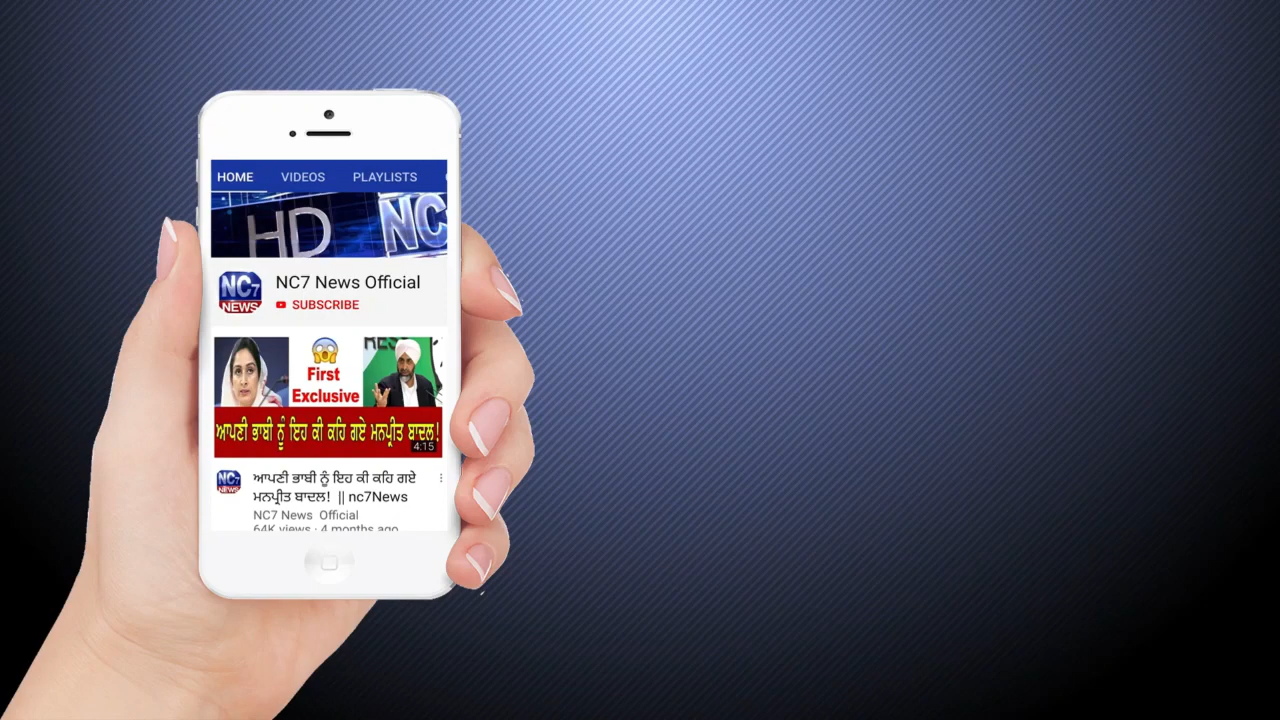 HOME VIDEOS PLAYLISTS
HD NC
NC7 News Official
NC7
NEWS
SUBSCRIBE
First
Exclusive
ਆਪਣੀ ਭਾਬੀ ਨੂੰ ਇਹ ਕੀ ਕਹਿ ਗਏ ਮਨਪ੍ਰੀਤ ਬਾਦਲ!
4:15
NC7
NEWS
ਆਪਣੀ ਭਾਬੀ ਨੂੰ ਇਹ ਕੀ ਕਹਿ ਗਏ
ਮਨਪ੍ਰੀਤ ਬਾਦਲ! || nc7News
NC7 News Official
64K views · 4 months ago